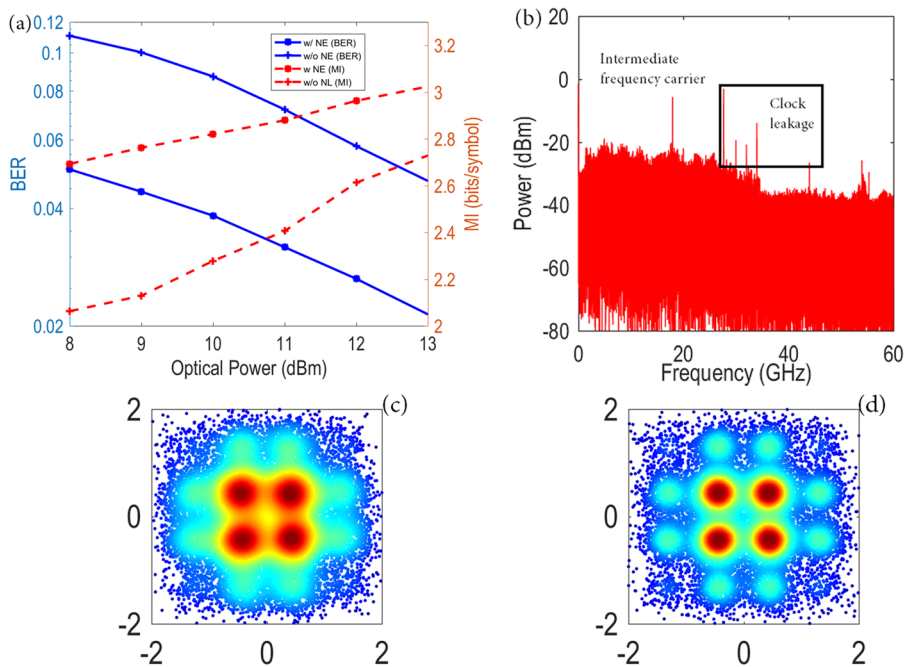 (a)
0.12
0.1
0.08
0.06
0.04
0.02
BER
w/ NE (BER)
w/o NE (BER)
w NE (MI)
w/o NL (MI)
3.2
3
2.8
2.6
2.4
2.2
2
MI (bits/symbol)
8 9 10 11 12 13
Optical Power (dBm)
(b)
20
0
-20
-40
-60
-80
Power (dBm)
Intermediate
frequency carrier
Clock
leakage
0 20 40 60
Frequency (GHz)
(c)
2
0
-2
-2 0 2
(d)
2
0
-2
-2 0 2